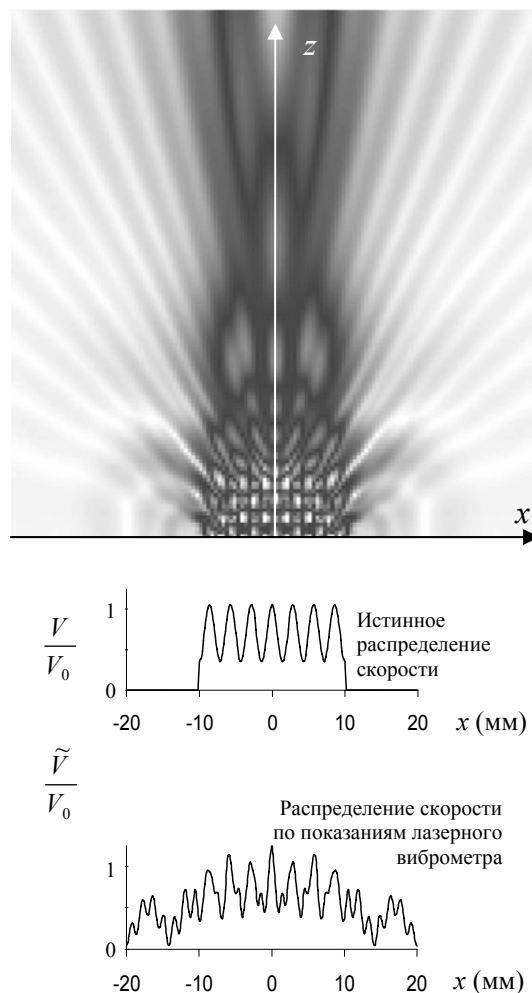 z
x
V
V₀
1
0
Истинное
распределение
скорости
-20 -10 0 10 20 x (мм)
Ṽ
V₀
Распределение скорости
по показаниям лазерного
виброметра
1
0
-20 -10 0 10 20
x (мм)